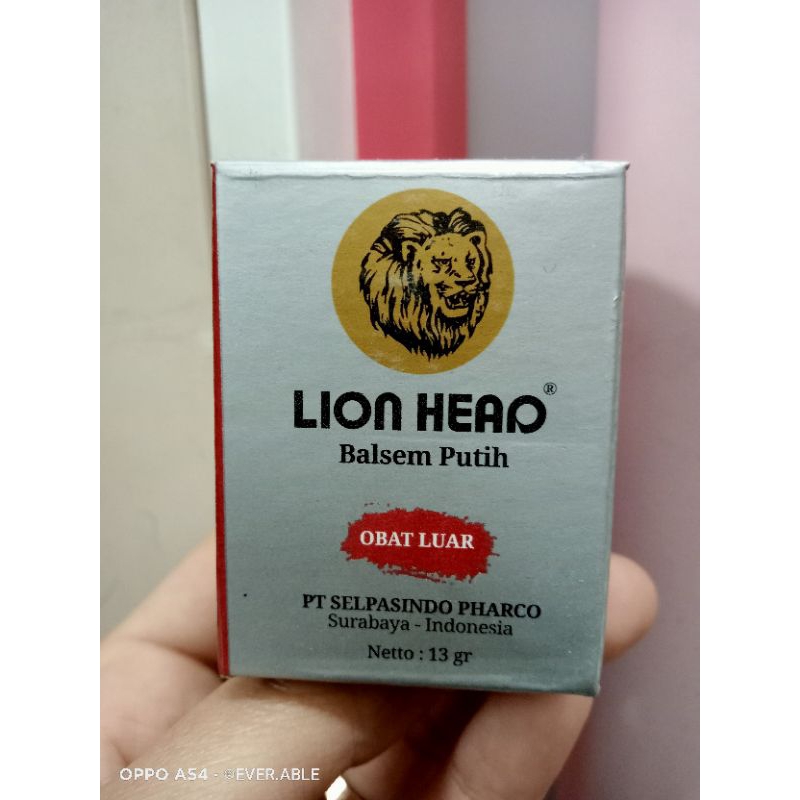 LION HEAD®
Balsem Putih
OBAT LUAR
PT SELPASINDO PHARCO
Surabaya - Indonesia
Netto : 13 gr
OPPO A54 - ©EVER.ABLE